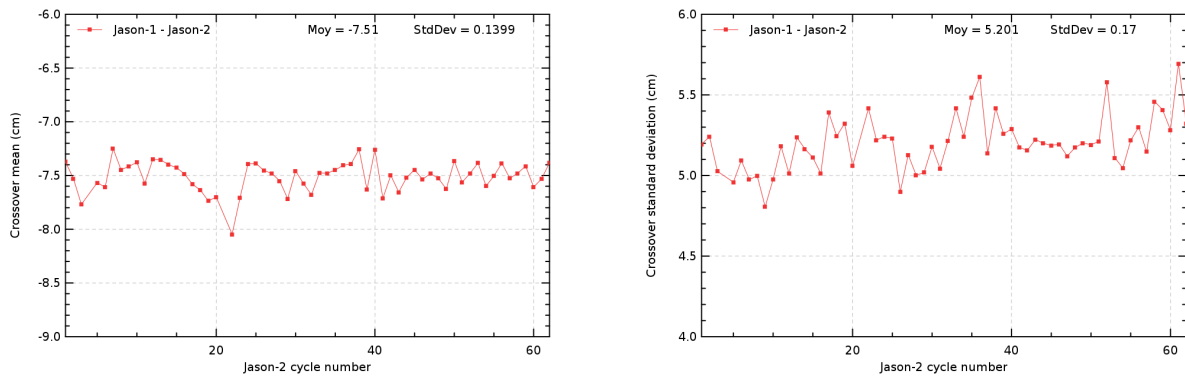 Jason-1 - Jason-2 Moy = -7.51 StdDev = 0.1399
Crossover mean (cm)
-6.0
-6.5
-7.0
-7.5
-8.0
-8.5
-9.0
20 40 60
Jason-2 cycle number
Jason-1 - Jason-2 Moy = 5.201 StdDev = 0.17
Crossover standard deviation (cm)
6.0
5.5
5.0
4.5
4.0
20 40 60
Jason-2 cycle number